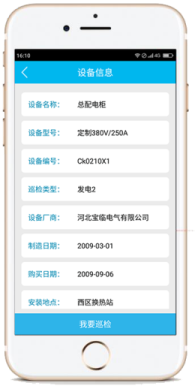 16:10
45
设备信息
设备名称： 总配电柜
设备型号： 定制380V/250A
设备编号： Ck0210X1
巡检类型： 发电2
设备厂商： 河北宝临电气有限公司
制造日期： 2009-03-01
购买日期： 2009-09-06
安装地点： 西区换热站
我要巡检